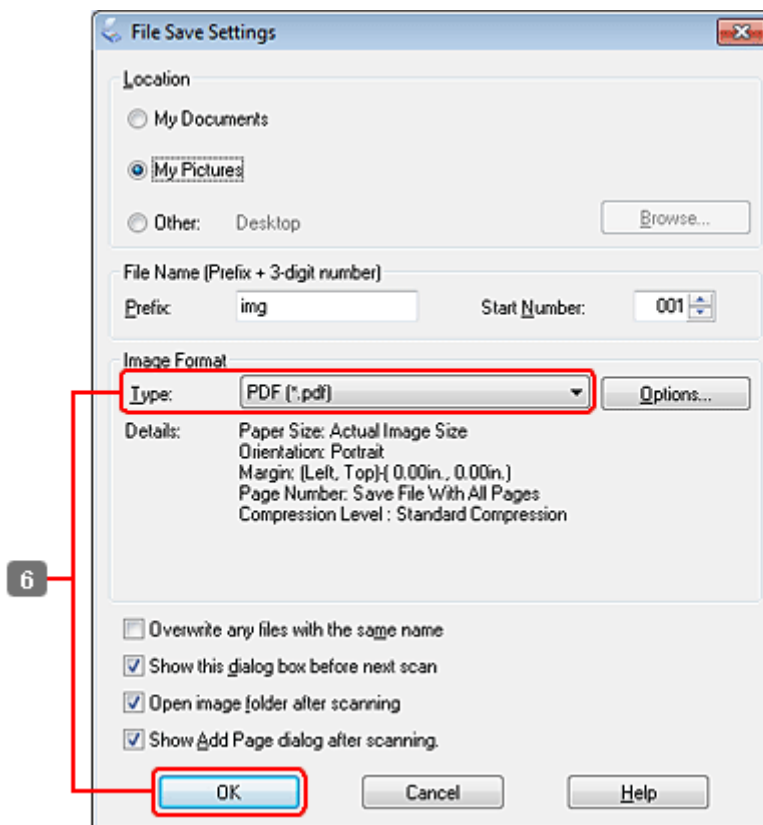 File Save Settings
Location
My Documents
My Pictures
Other: Desktop Browse...
File Name (Prefix + 3-digit number)
Prefix: img Start Number: 001
Image Format
Type: PDF (*.pdf) Options...
Details: Paper Size: Actual Image Size
Orientation: Portrait
Margin: (Left, Top)-( 0.00in., 0.00in.)
Page Number: Save File With All Pages
Compression Level : Standard Compression
6
Overwrite any files with the same name
Show this dialog box before next scan
Open image folder after scanning
Show Add Page dialog after scanning.
OK Cancel Help